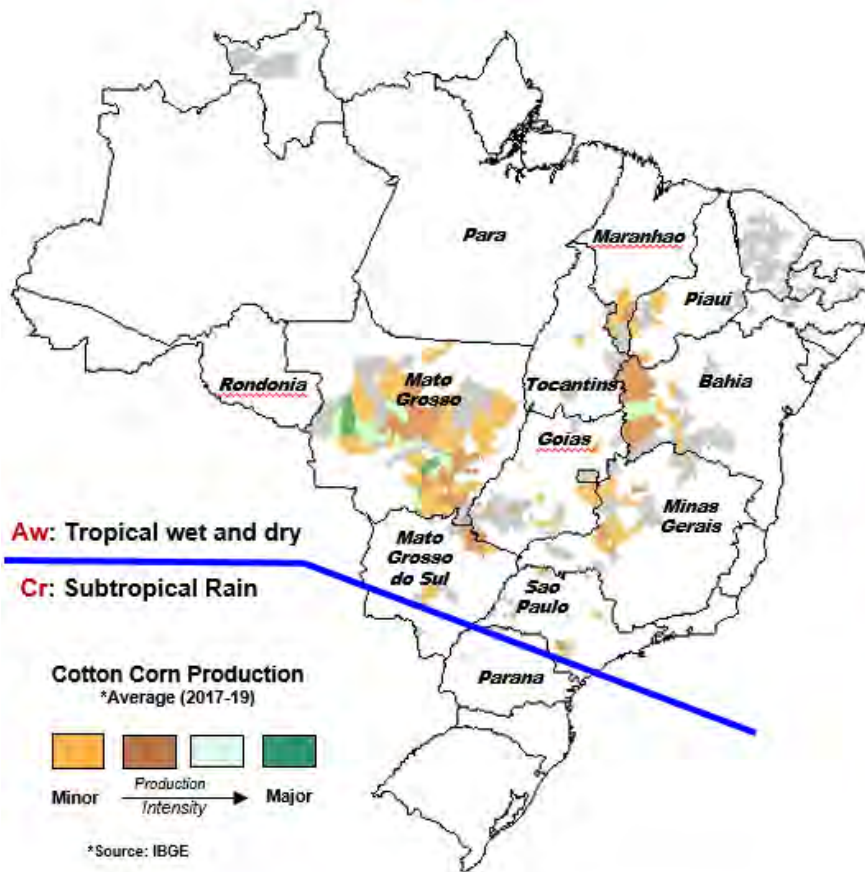 Para
Maranhao
Piaui
Rondonia
Mato
Grosso
Tocantins
Bahia
Goias
Minas
Gerais
Aw: Tropical wet and dry
Mato
Grosso
do Sul
Cr: Subtropical Rain
Sao
Paulo
Parana
Cotton Corn Production
*Average (2017-19)
Minor
Production
Intensity
Major
*Source: IBGE